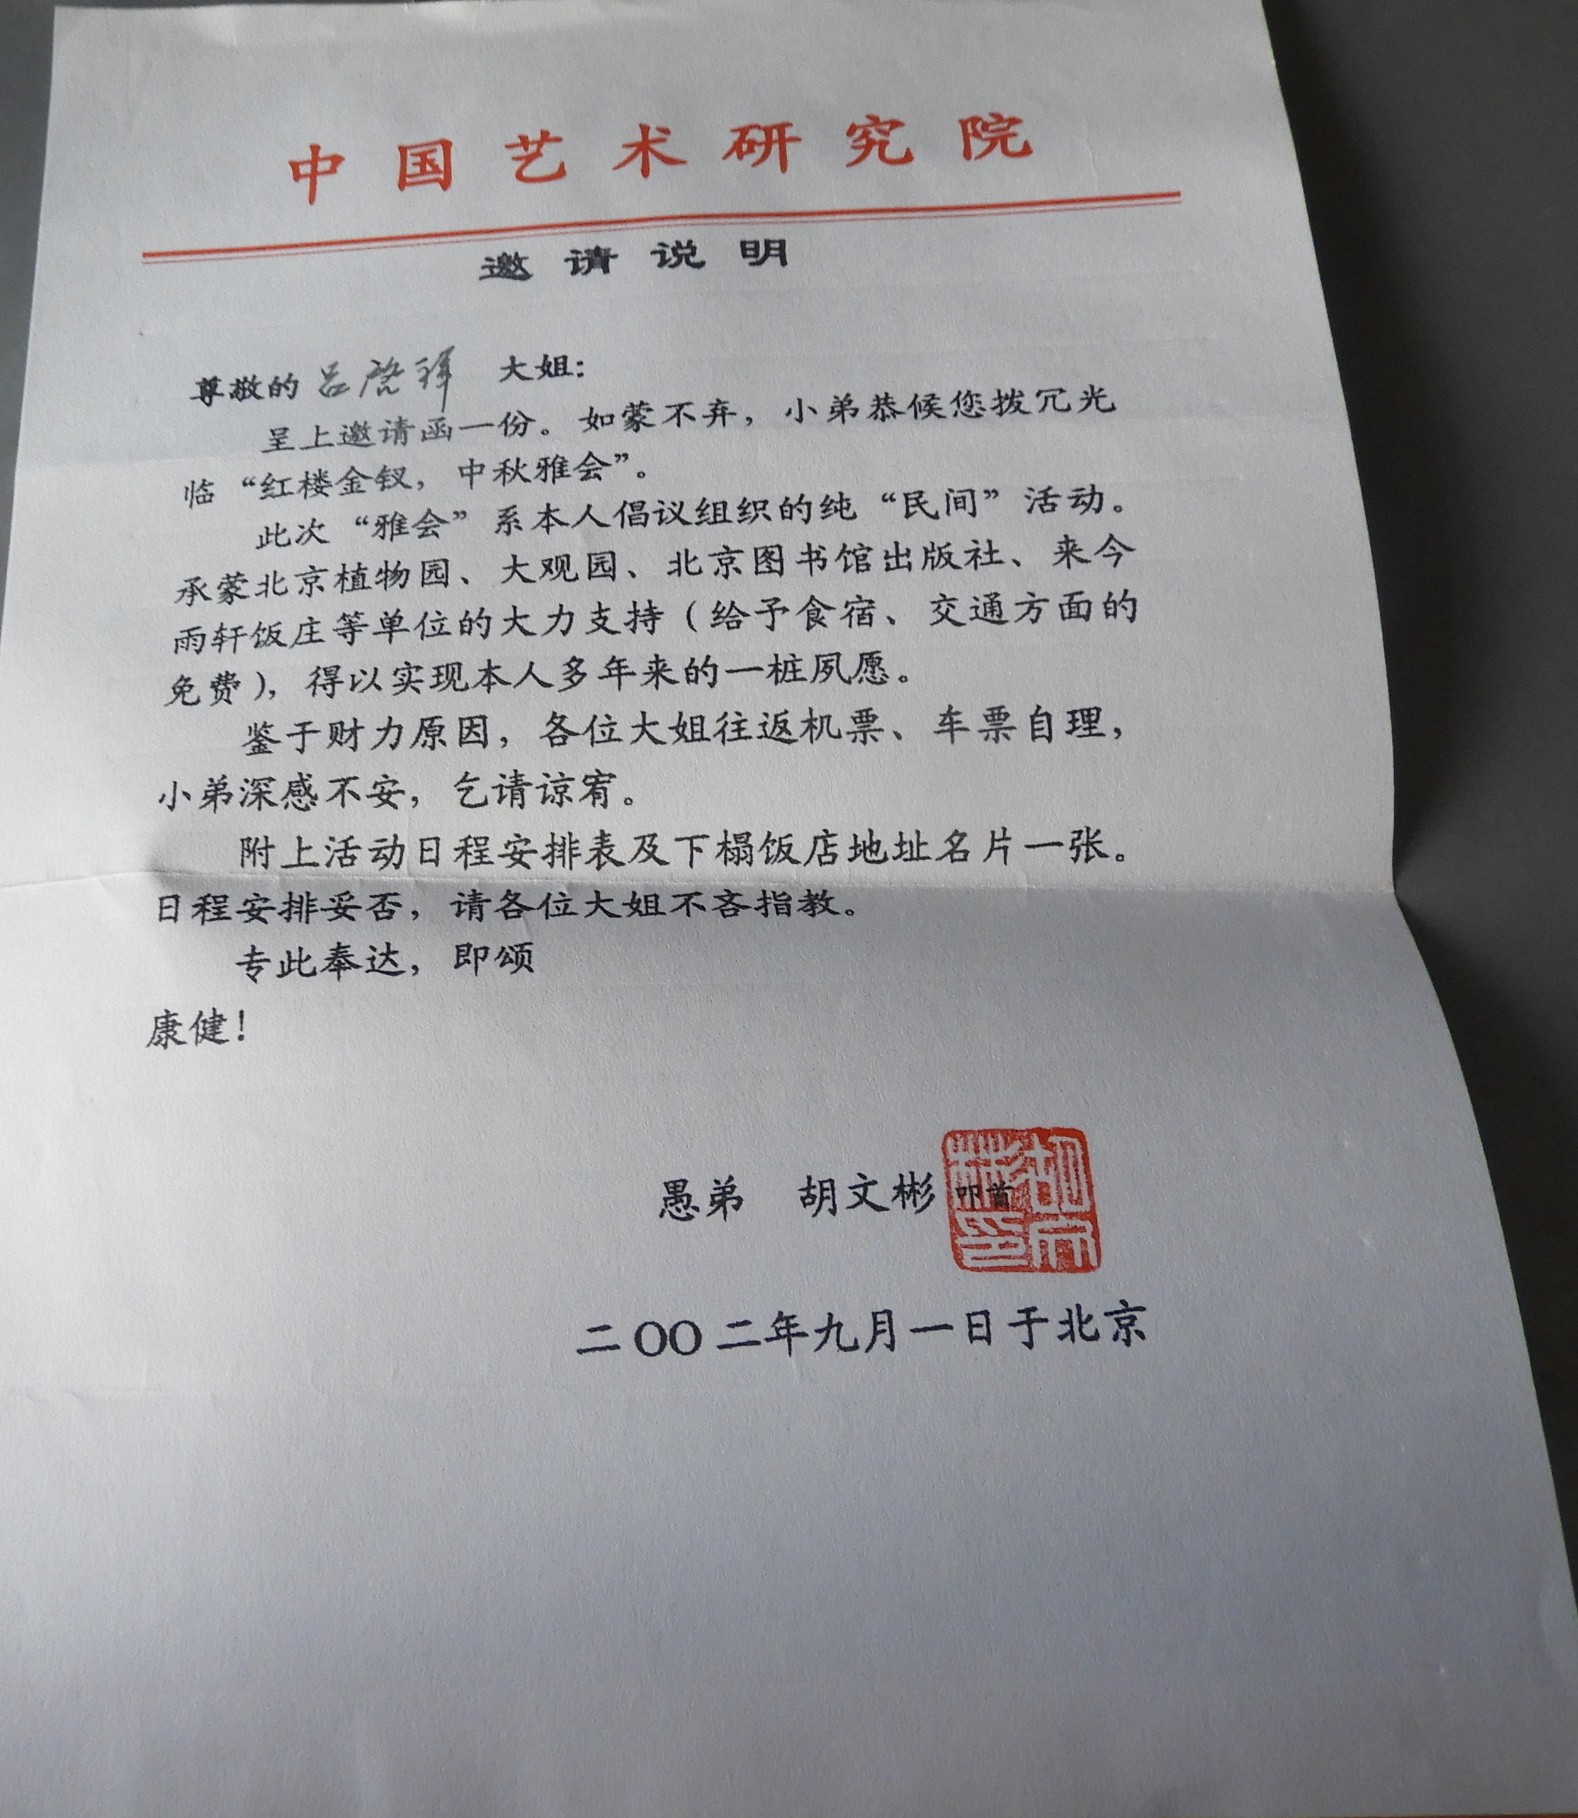 中国艺术研究院
邀请说明
尊敬的 吕启祥 大姐：
呈上邀请函一份。如蒙不弃，小弟恭候您拨冗光
临“红楼金钗，中秋雅会”。
此次“雅会”系本人倡议组织的纯“民间”活动。
承蒙北京植物园、大观园、北京图书馆出版社、来今
雨轩饭庄等单位的大力支持（给予食宿、交通方面的
免费），得以实现本人多年来的一桩夙愿。
鉴于财力原因，各位大姐往返机票、车票自理，
小弟深感不安，乞请谅宥。
附上活动日程安排表及下榻饭店地址名片一张。
日程安排妥否，请各位大姐不吝指教。
专此奉达，即颂
康健！
愚弟 胡文彬 叩首
胡文彬印
二OO二年九月一日于北京